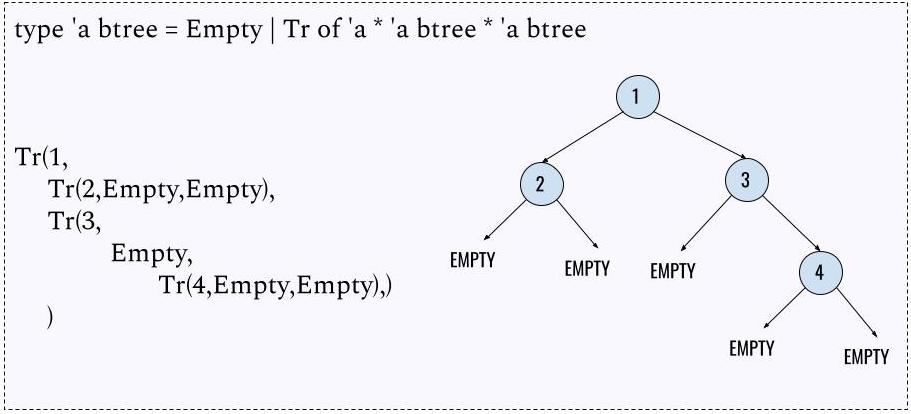 type 'a btree = Empty | Tr of 'a * 'a btree * 'a btree
Tr(1,
Tr(2,Empty,Empty),
Tr(3,
Empty,
Tr(4,Empty,Empty),)
)
1
2
3
EMPTY
EMPTY
EMPTY
4
EMPTY
EMPTY